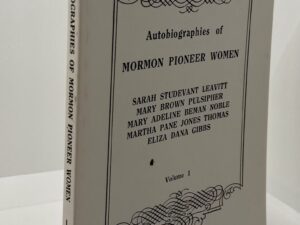 Autobiographies of
MORMON PIONEER WOMEN
SARAH STUDEVANT LEAVITT
MARY BROWN PULSIPHER
MARY ADELINE BEMAN NOBLE
MARTHA PANE JONES THOMAS
ELIZA DANA GIBBS
Volume 1
OGRAPHIES OF MORMON PIONEER WOMEN